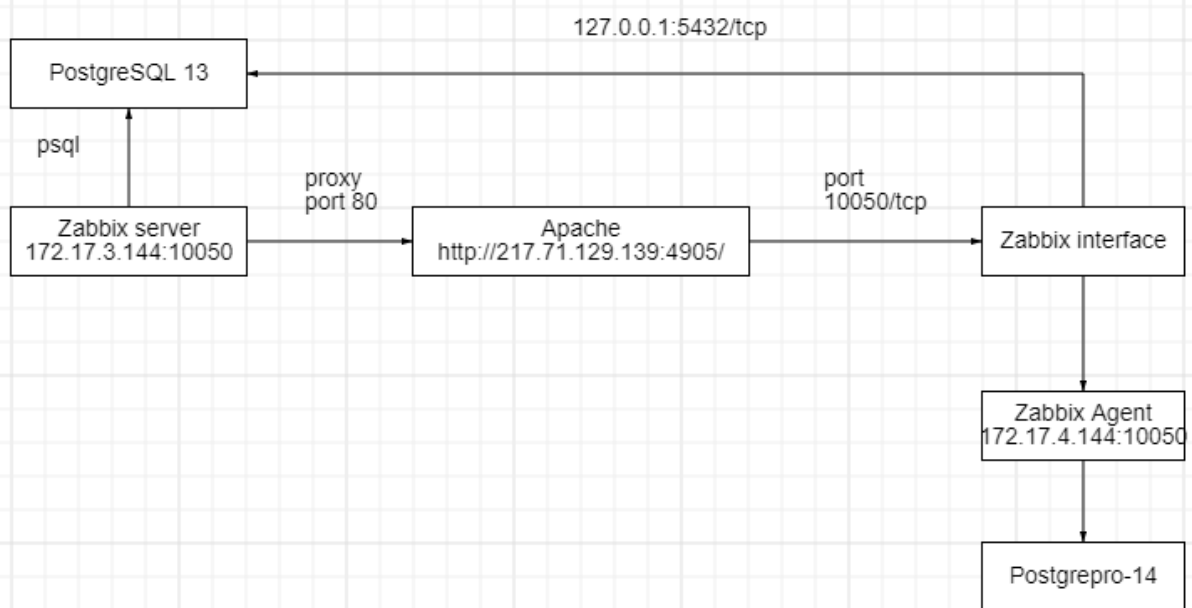 127.0.0.1:5432/tcp
PostgreSQL 13
psql
proxy
port 80
port
10050/tcp
Zabbix server
172.17.3.144:10050
Apache
http://217.71.129.139:4905/
Zabbix interface
Zabbix Agent
172.17.4.144:10050
Postgrepro-14